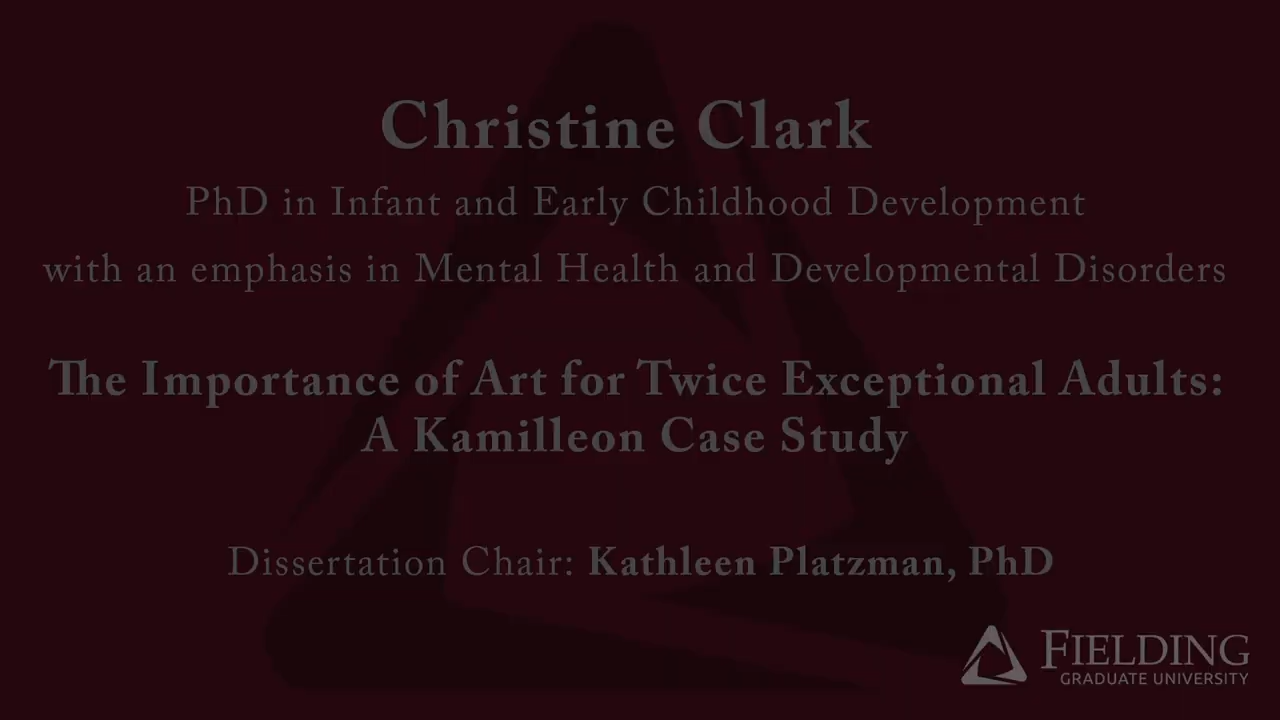 Christine Clark
PhD in Infant and Early Childhood Development
with an emphasis in Mental Health and Developmental Disorders
The Importance of Art for Twice Exceptional Adults:
A Kamilleon Case Study
Dissertation Chair: Kathleen Platzman, PhD
FIELDING
GRADUATE UNIVERSITY